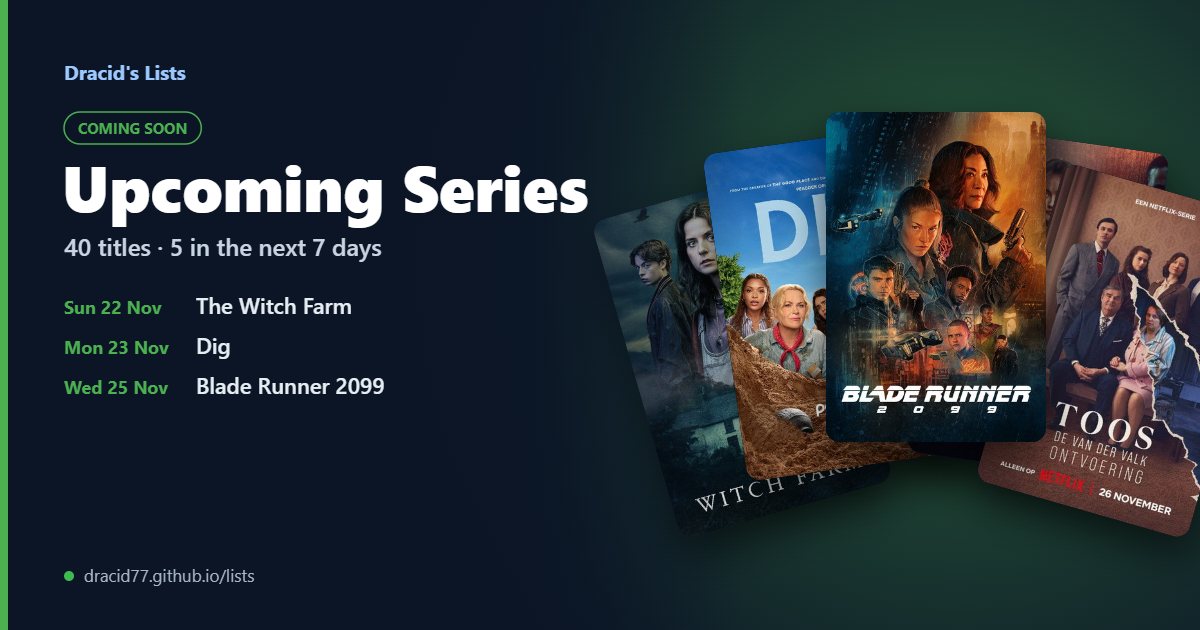 Dracid's Lists
COMING SOON
Upcoming Series
40 titles · 5 in the next 7 days
Sun 22 Nov The Witch Farm
Mon 23 Nov Dig
Wed 25 Nov Blade Runner 2099
dracid77.github.io/lists
WITCH FARM
BLADE RUNNER
2099
EEN NETFLIX-SERIE
TOOS
DE VAN DER VALK
ONTVOERING
ALLEEN OP NETFLIX | 26 NOVEMBER